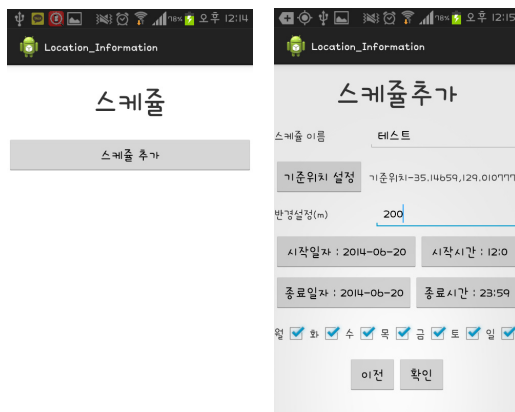 78% 오후 12:14
Location_Information
스케쥴
스케쥴 추가
78% 오후 12:15
Location_Information
스케쥴추가
스케쥴 이름 테스트
기준위치 설정 기준위치-35.14659,129.010777
반경설정(m) 200
시작일자 : 2014-06-20 시작시간 : 12:0
종료일자 : 2014-06-20 종료시간 : 23:59
월 화 수 목 금 토 일
이전 확인